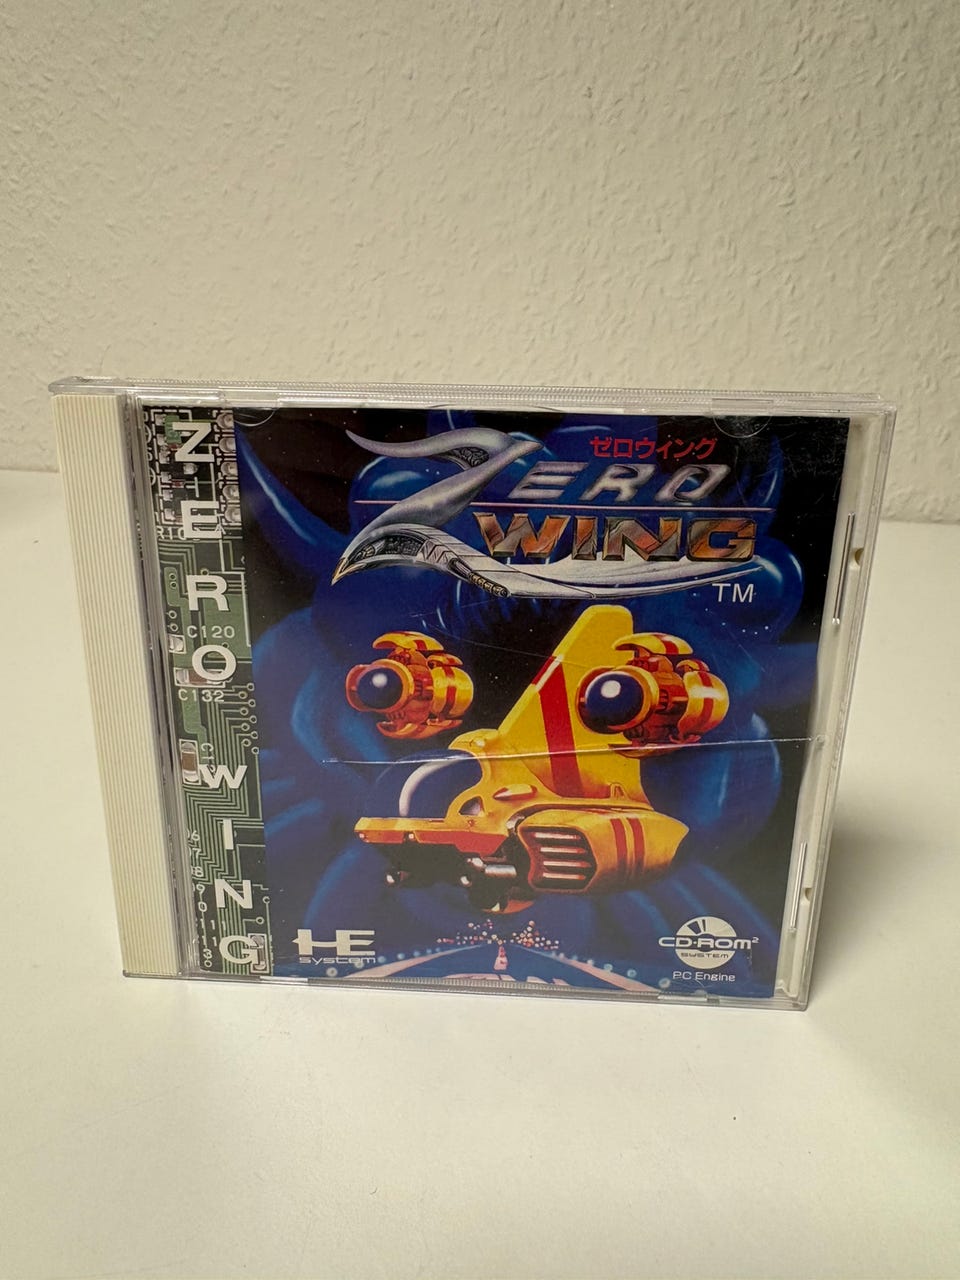 ZERO WING
ゼロウィング
ZERO
WING
TM
R10
C120
C132
HE
system
CD-ROM²
SYSTEM
PC Engine